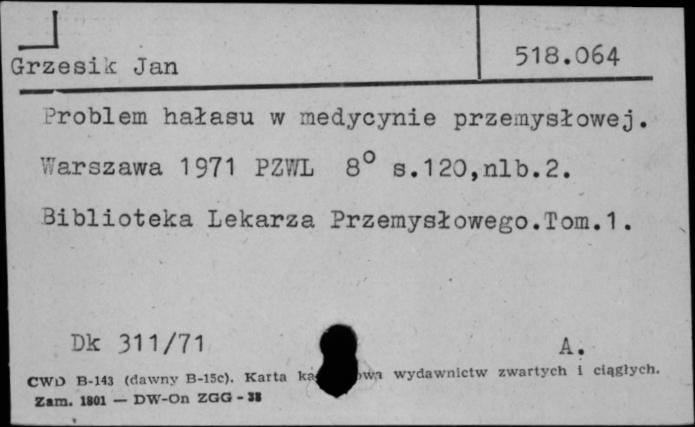 Grzesik Jan
518.064
Problem hałasu w medycynie przemysłowej.
Warszawa 1971 PZWL 8° s.120,nlb.2.
Biblioteka Lekarza Przemysłowego.Tom.1.
Dk 311/71
A.
CWD B-143 (dawny B-15c). Karta wydawnictw zwartych i ciągłych.
Zam. 1801 — DW-On ZGG - 38